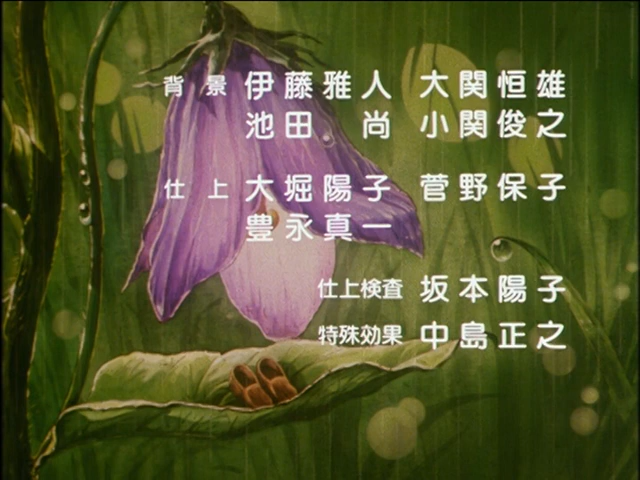 背景 伊藤雅人 大関恒雄
池田 尚 小関俊之
仕上 大堀陽子 菅野保子
豊永真一
仕上検査 坂本陽子
特殊効果 中島正之